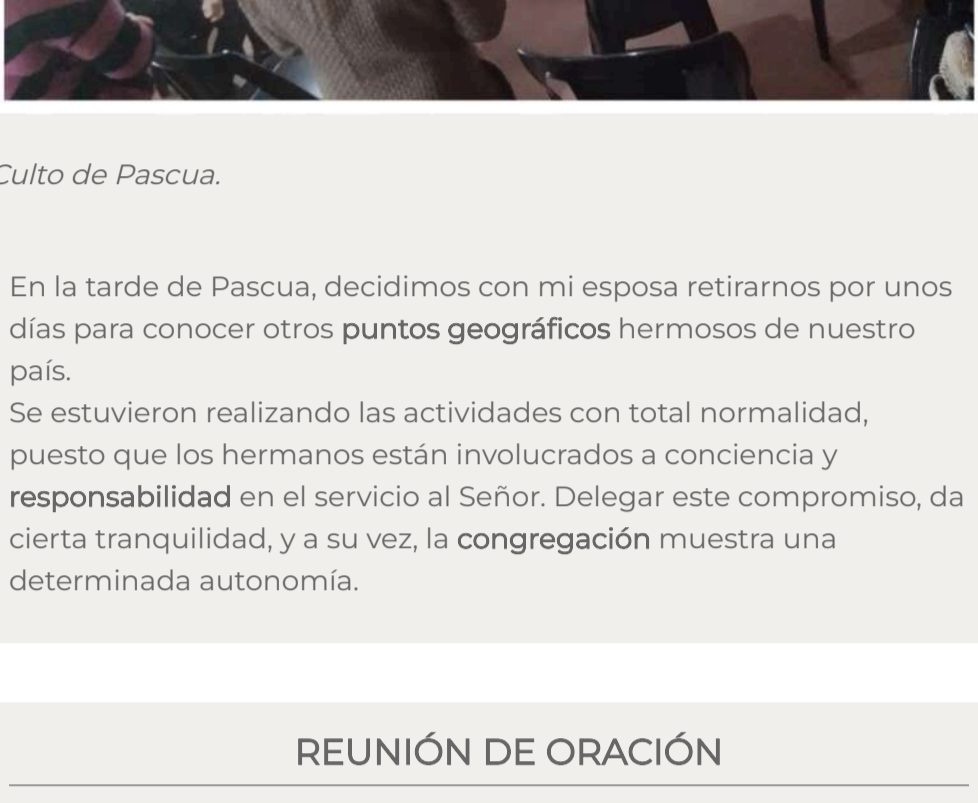 Culto de Pascua.
En la tarde de Pascua, decidimos con mi esposa retirarnos por unos
días para conocer otros puntos geográficos hermosos de nuestro
país.
Se estuvieron realizando las actividades con total normalidad,
puesto que los hermanos están involucrados a conciencia y
responsabilidad en el servicio al Señor. Delegar este compromiso, da
cierta tranquilidad, y a su vez, la congregación muestra una
determinada autonomía.
REUNIÓN DE ORACIÓN